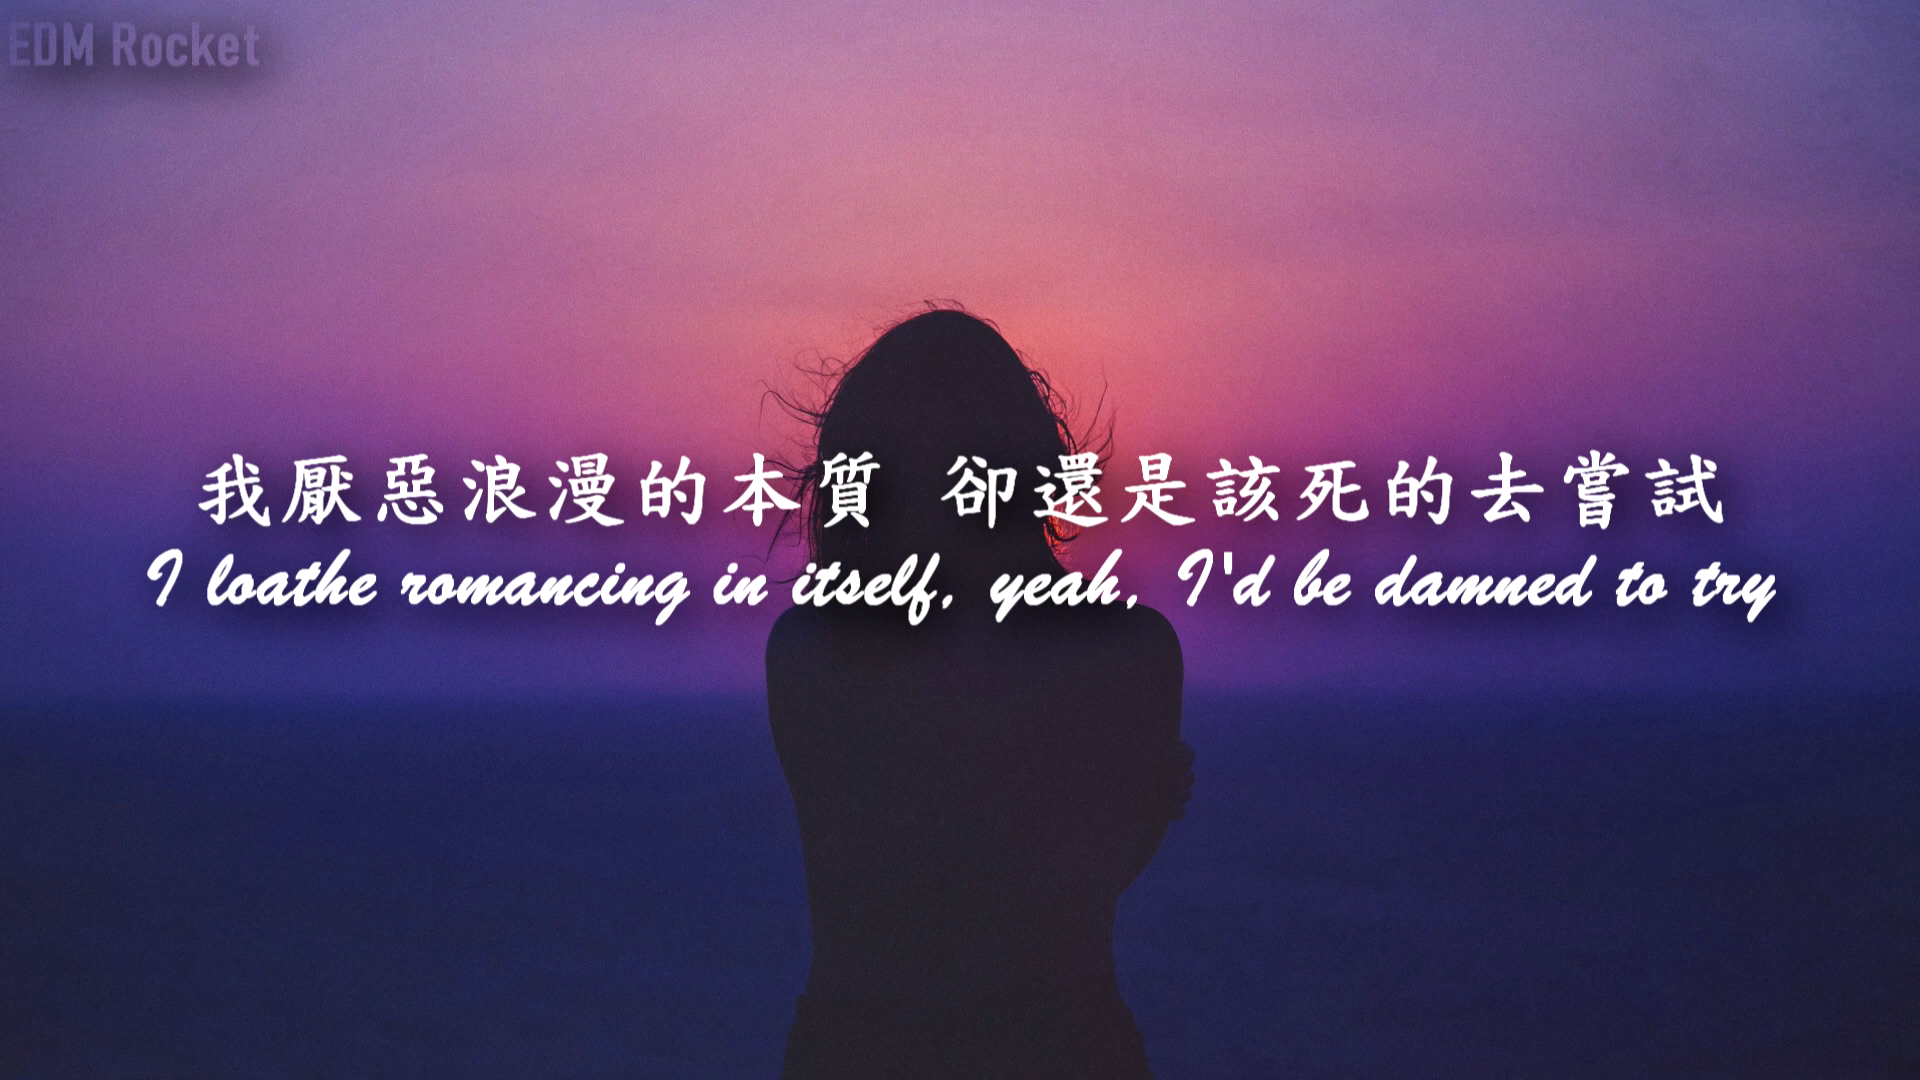 EDM Rocket
我厭惡浪漫的本質 卻還是該死的去嘗試
I loathe romancing in itself, yeah, I'd be damned to try